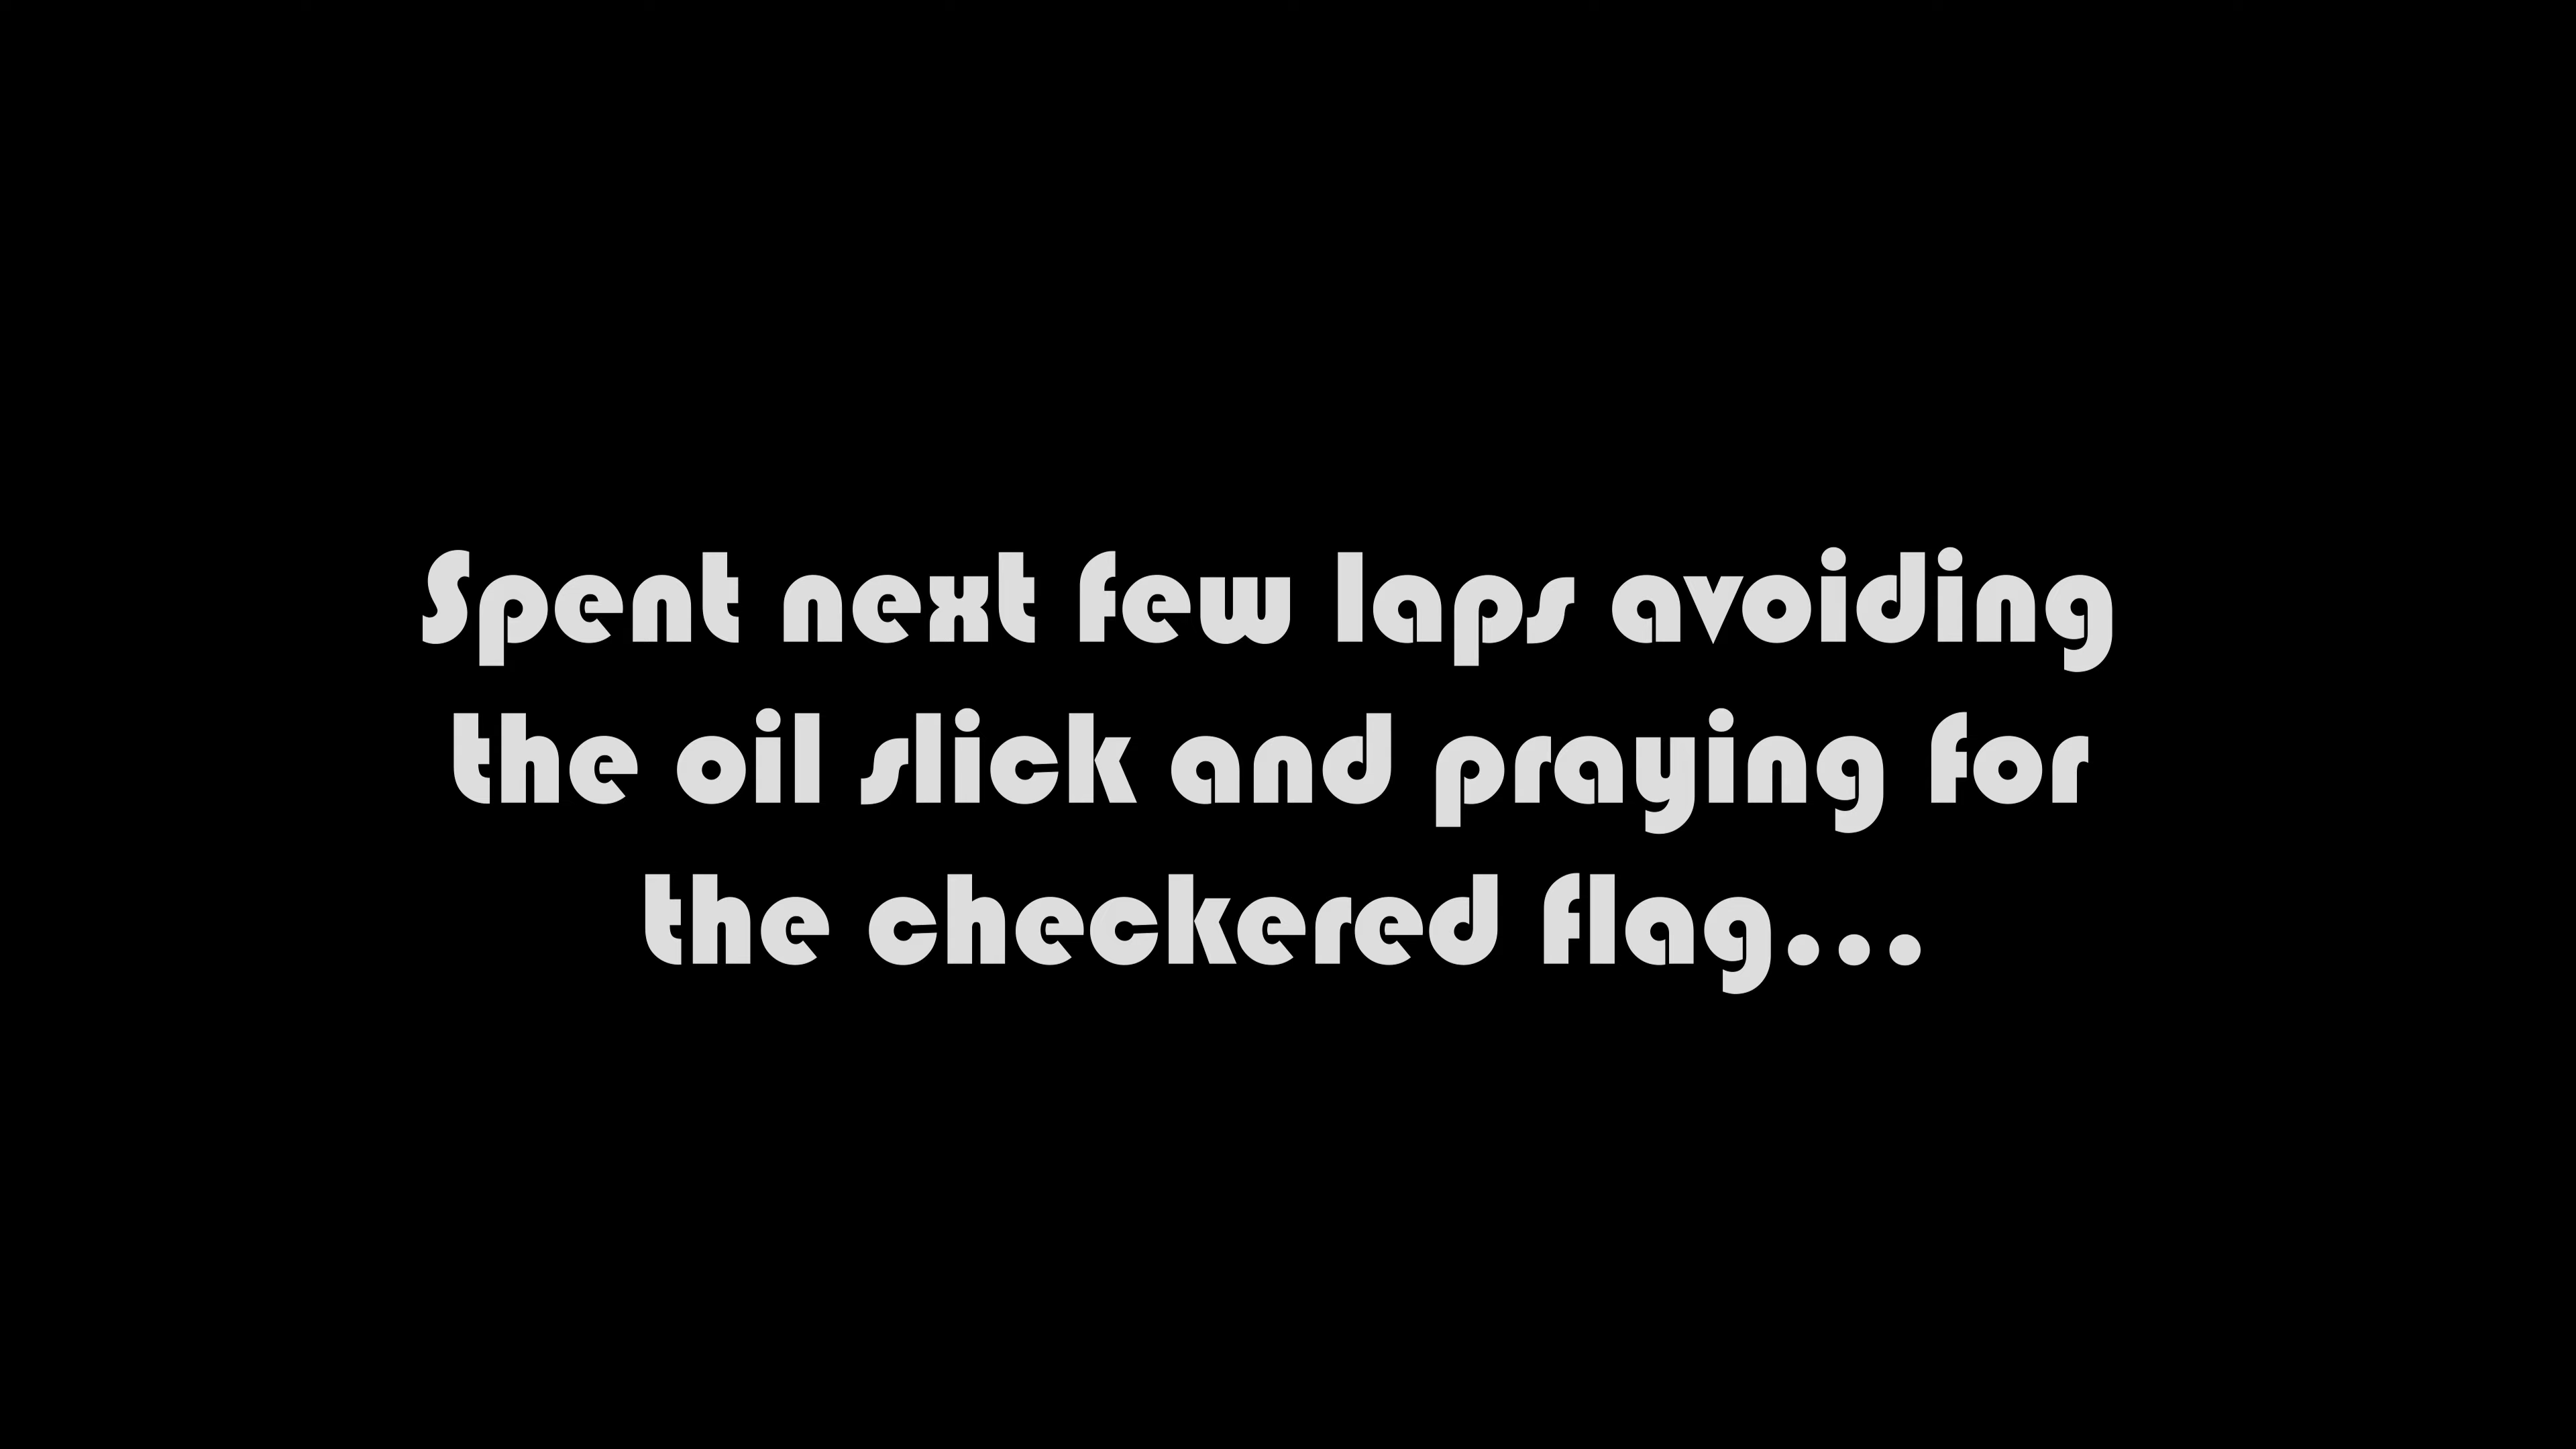 Spent next few laps avoiding
the oil slick and praying for
the checkered flag...